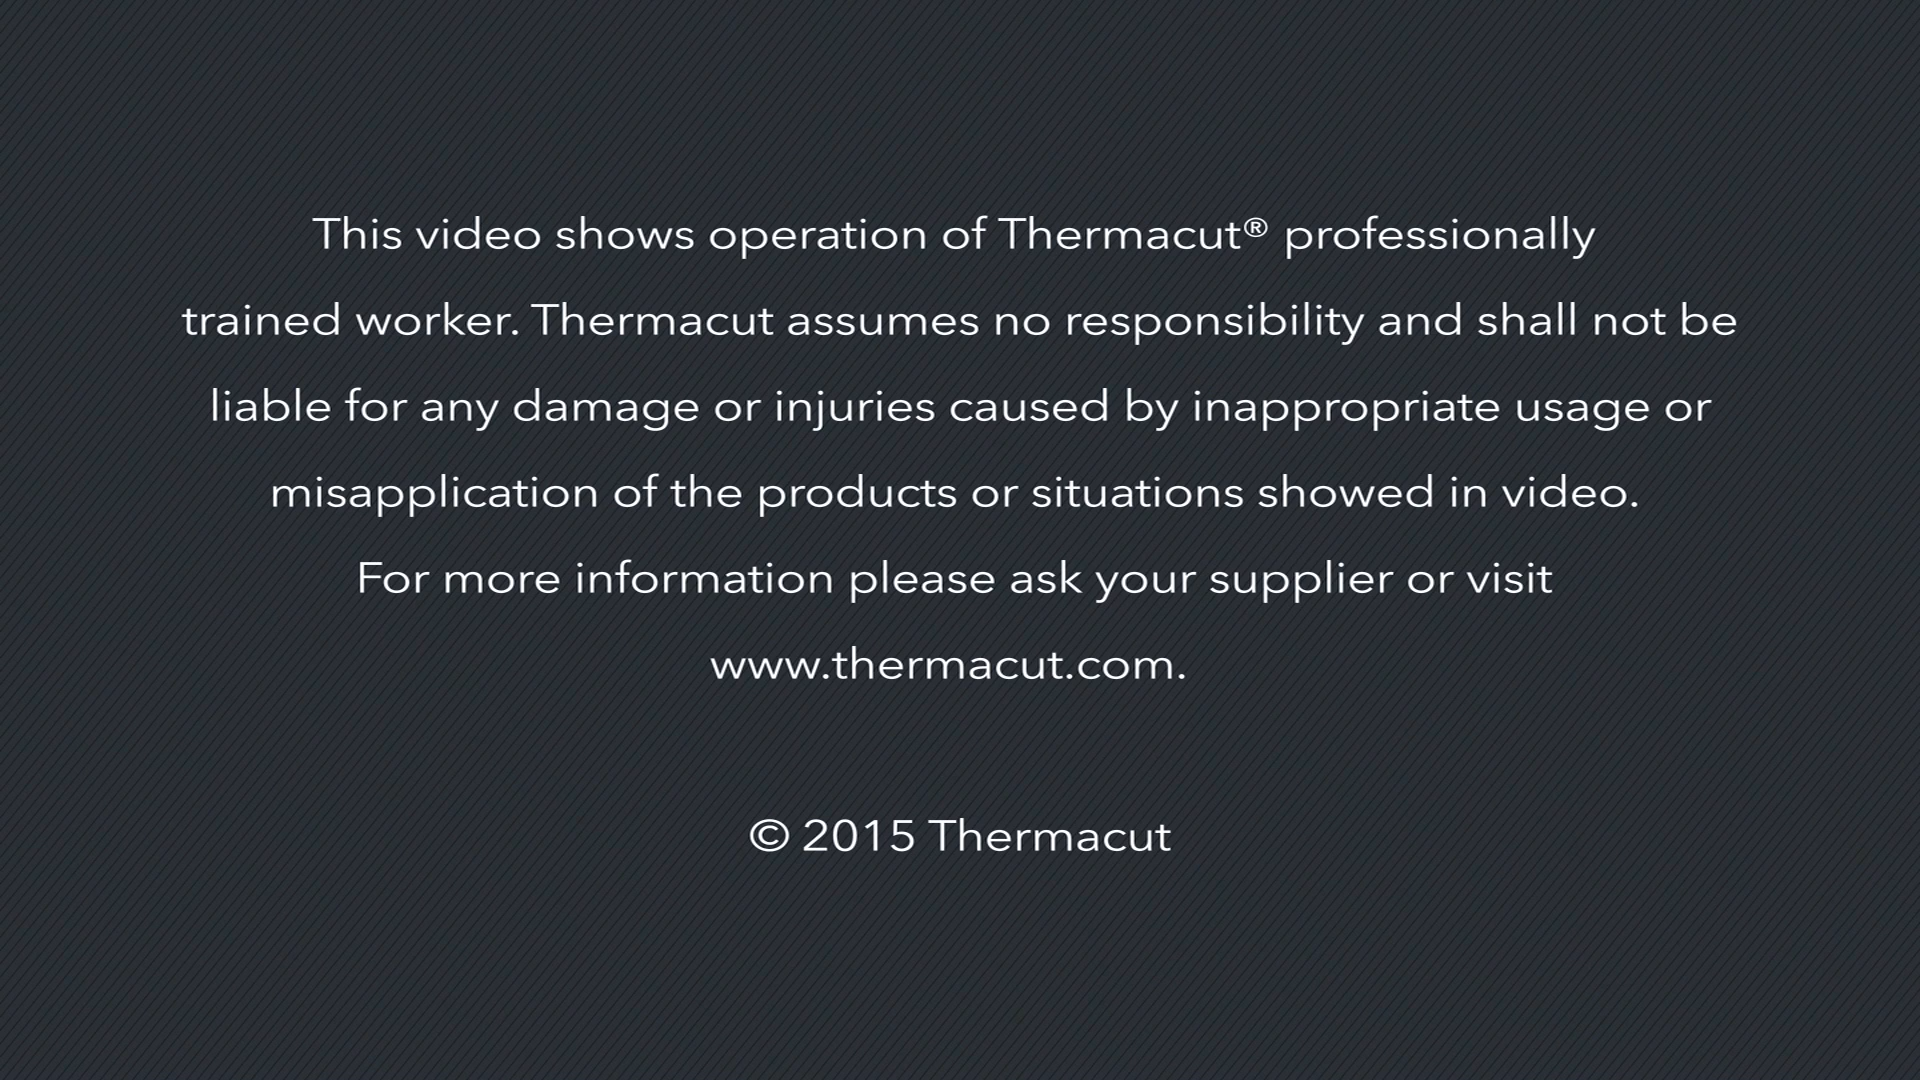 This video shows operation of Thermacut® professionally
trained worker. Thermacut assumes no responsibility and shall not be
liable for any damage or injuries caused by inappropriate usage or
misapplication of the products or situations showed in video.
For more information please ask your supplier or visit
www.thermacut.com.
© 2015 Thermacut